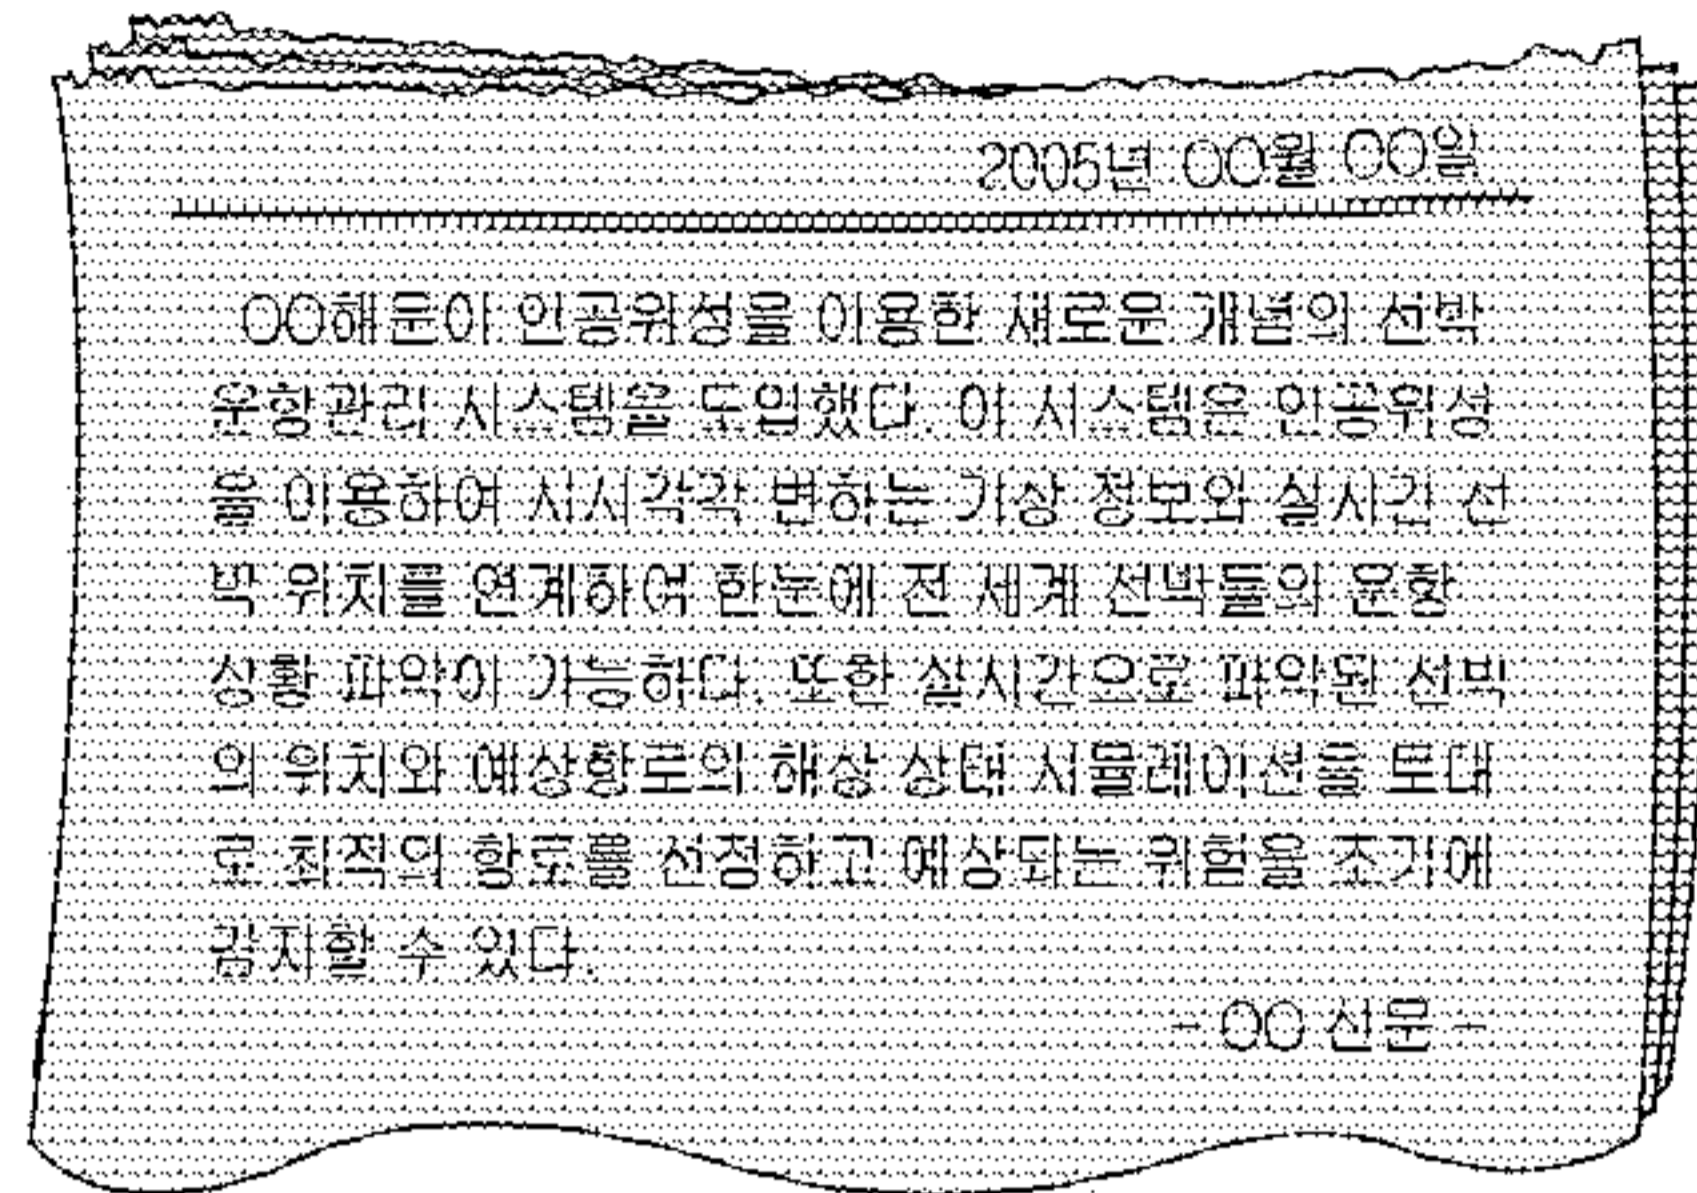 2005년 OO월 OO일
OO해운이 인공위성을 이용한 새로운 개념의 선박
운항관리 시스템을 도입했다. 이 시스템은 인공위성
을 이용하여 시시각각 변하는 기상 정보와 실시간 선
박 위치를 연계하여 한눈에 전 세계 선박들의 운항
상황 파악이 가능하다. 또한 실시간으로 파악된 선박
의 위치와 예상항로의 해상 상태 시뮬레이션을 토대
로 최적의 항로를 선정하고 예상되는 위험을 조기에
감지할 수 있다.
- OO 신문 -